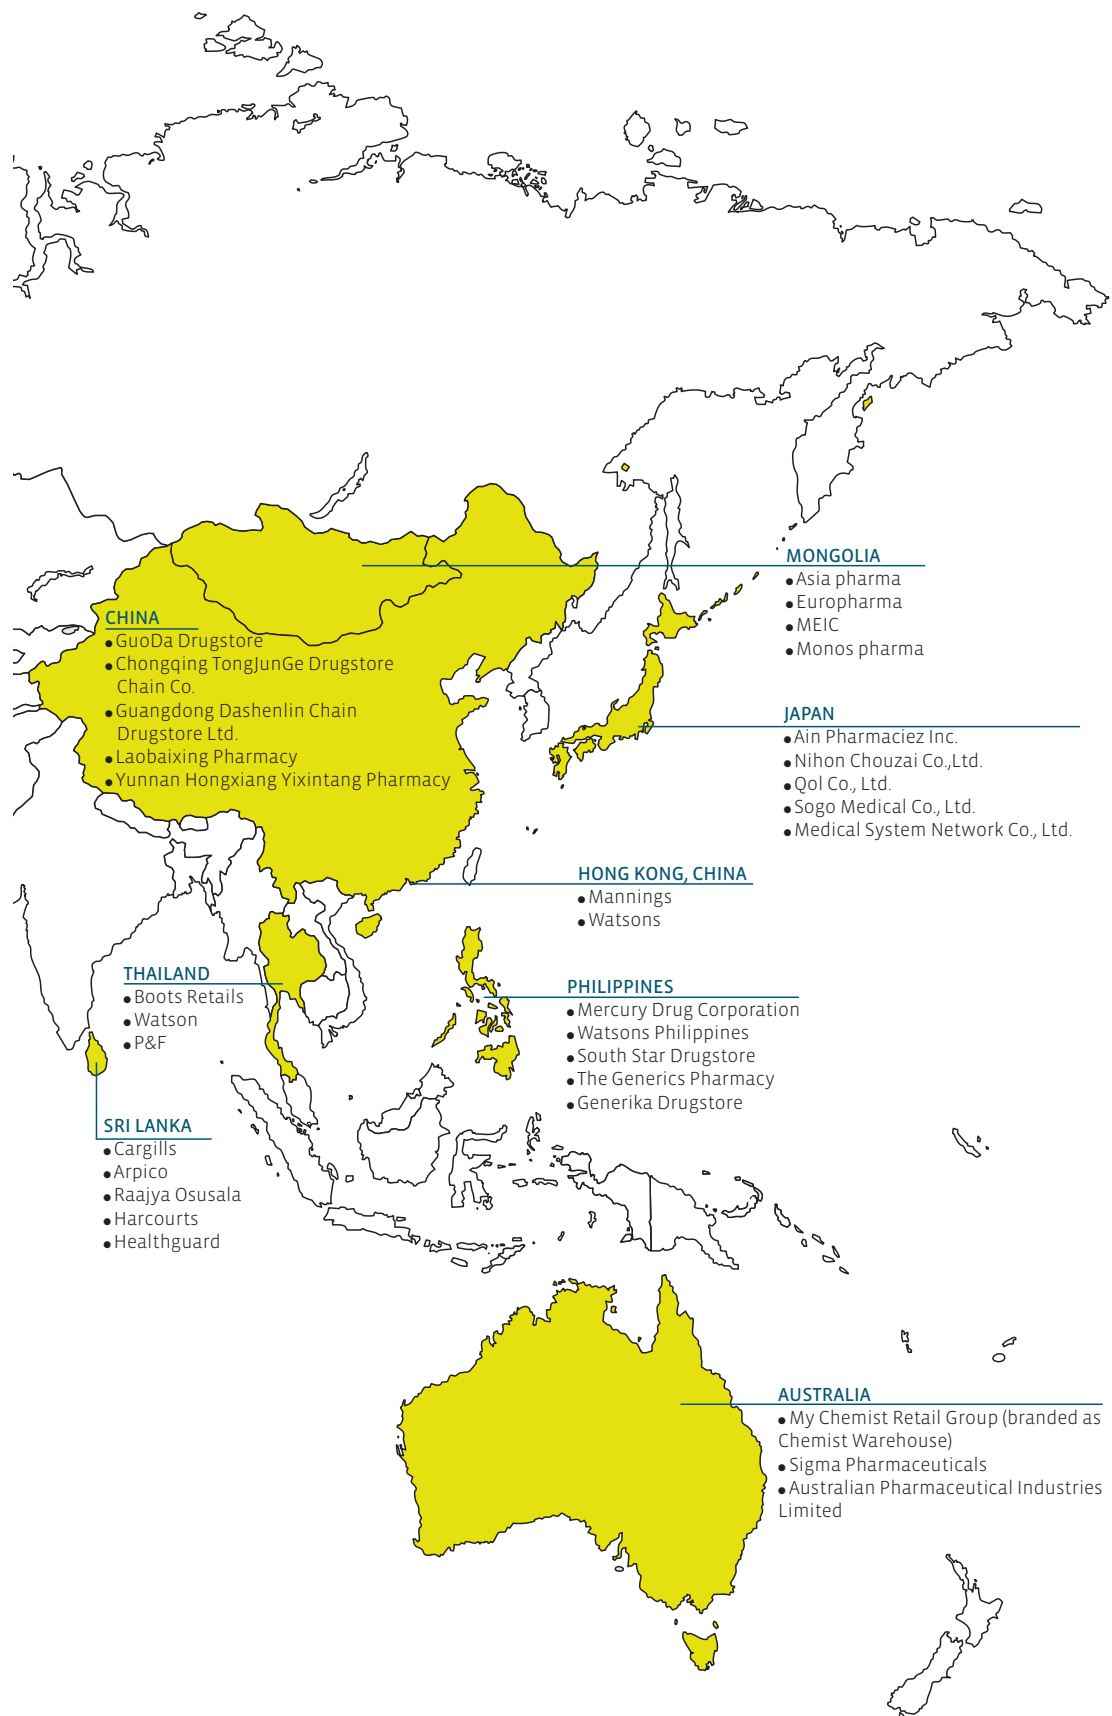 MONGOLIA
● Asia pharma
● Europharma
● MEIC
● Monos pharma
CHINA
● GuoDa Drugstore
● Chongqing TongJunGe Drugstore
Chain Co.
● Guangdong Dashenlin Chain
Drugstore Ltd.
● Laobaixing Pharmacy
● Yunnan Hongxiang Yixintang Pharmacy
JAPAN
● Ain Pharmaciez Inc.
● Nihon Chouzai Co.,Ltd.
● Qol Co., Ltd.
● Sogo Medical Co., Ltd.
● Medical System Network Co., Ltd.
HONG KONG, CHINA
● Mannings
● Watsons
THAILAND
● Boots Retails
● Watson
● P&F
PHILIPPINES
● Mercury Drug Corporation
● Watsons Philippines
● South Star Drugstore
● The Generics Pharmacy
● Generika Drugstore
SRI LANKA
● Cargills
● Arpico
● Raajya Osusala
● Harcourts
● Healthguard
AUSTRALIA
● My Chemist Retail Group (branded as
Chemist Warehouse)
● Sigma Pharmaceuticals
● Australian Pharmaceutical Industries
Limited